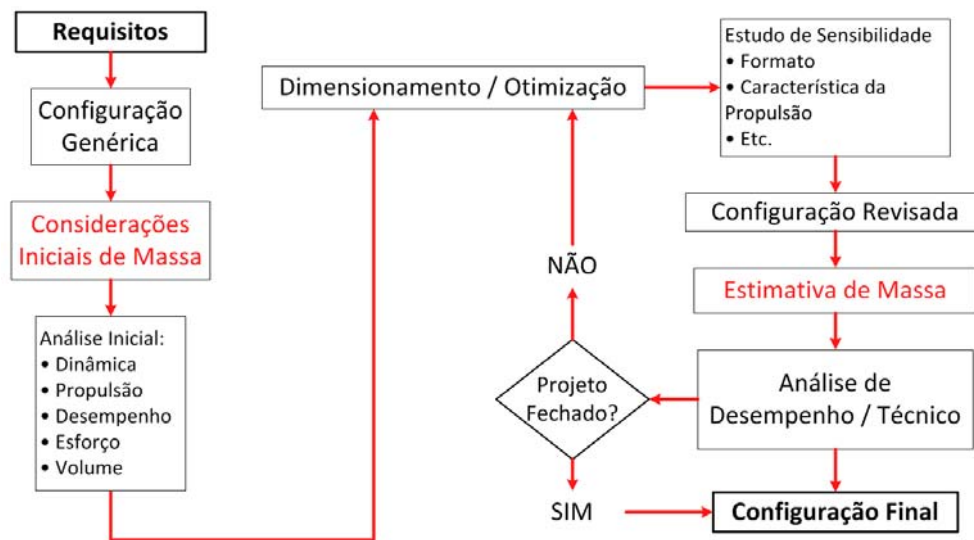 Requisitos
Configuração
Genérica
Considerações
Iniciais de Massa
Análise Inicial:
• Dinâmica
• Propulsão
• Desempenho
• Esforço
• Volume
Dimensionamento / Otimização
Estudo de Sensibilidade
• Formato
• Característica da
Propulsão
• Etc.
Configuração Revisada
Estimativa de Massa
Análise de
Desempenho / Técnico
NÃO
Projeto
Fechado?
SIM
Configuração Final